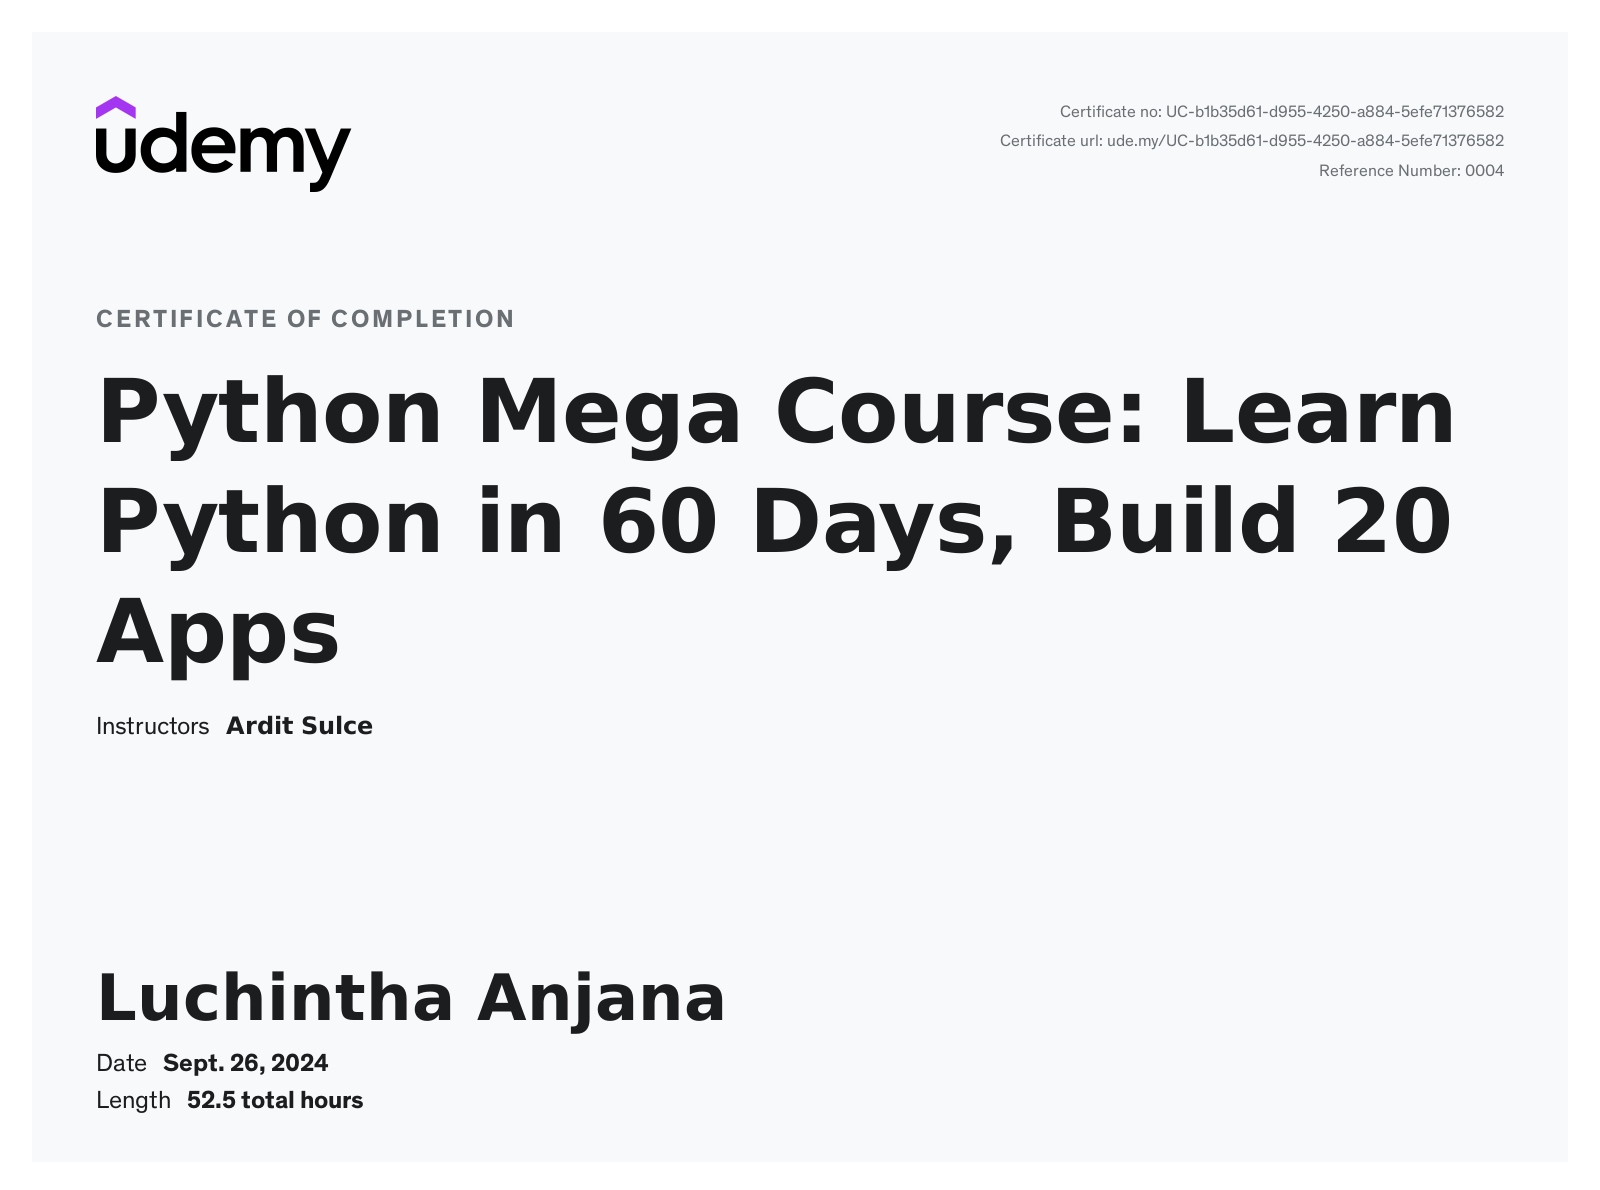 udemy
Certificate no: UC-b1b35d61-d955-4250-a884-5efe71376582
Certificate url: ude.my/UC-b1b35d61-d955-4250-a884-5efe71376582
Reference Number: 0004
CERTIFICATE OF COMPLETION
Python Mega Course: Learn
Python in 60 Days, Build 20
Apps
Instructors Ardit Sulce
Luchintha Anjana
Date Sept. 26, 2024
Length 52.5 total hours